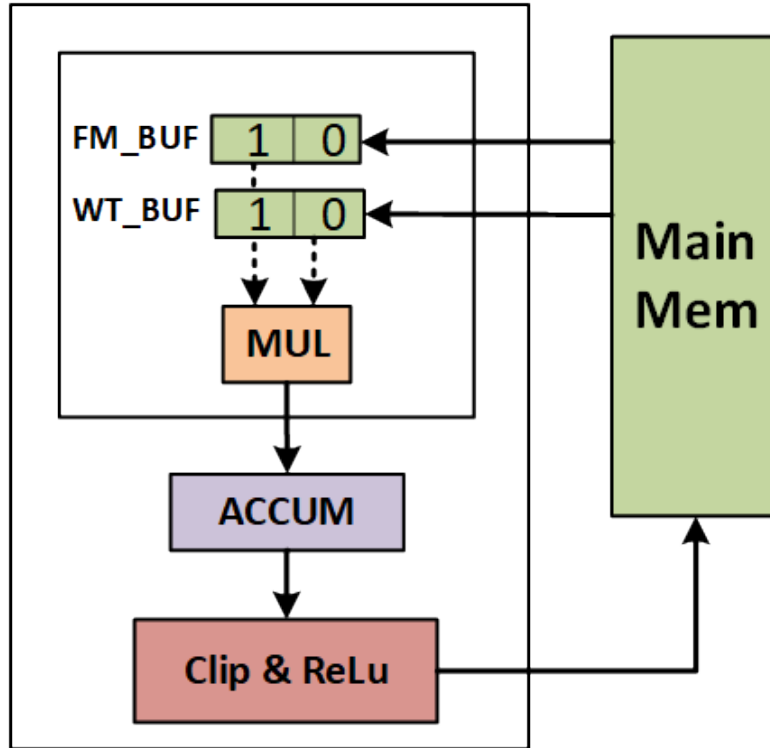 FM_BUF 1 0
WT_BUF 1 0
Main
Mem
MUL
ACCUM
Clip & ReLu